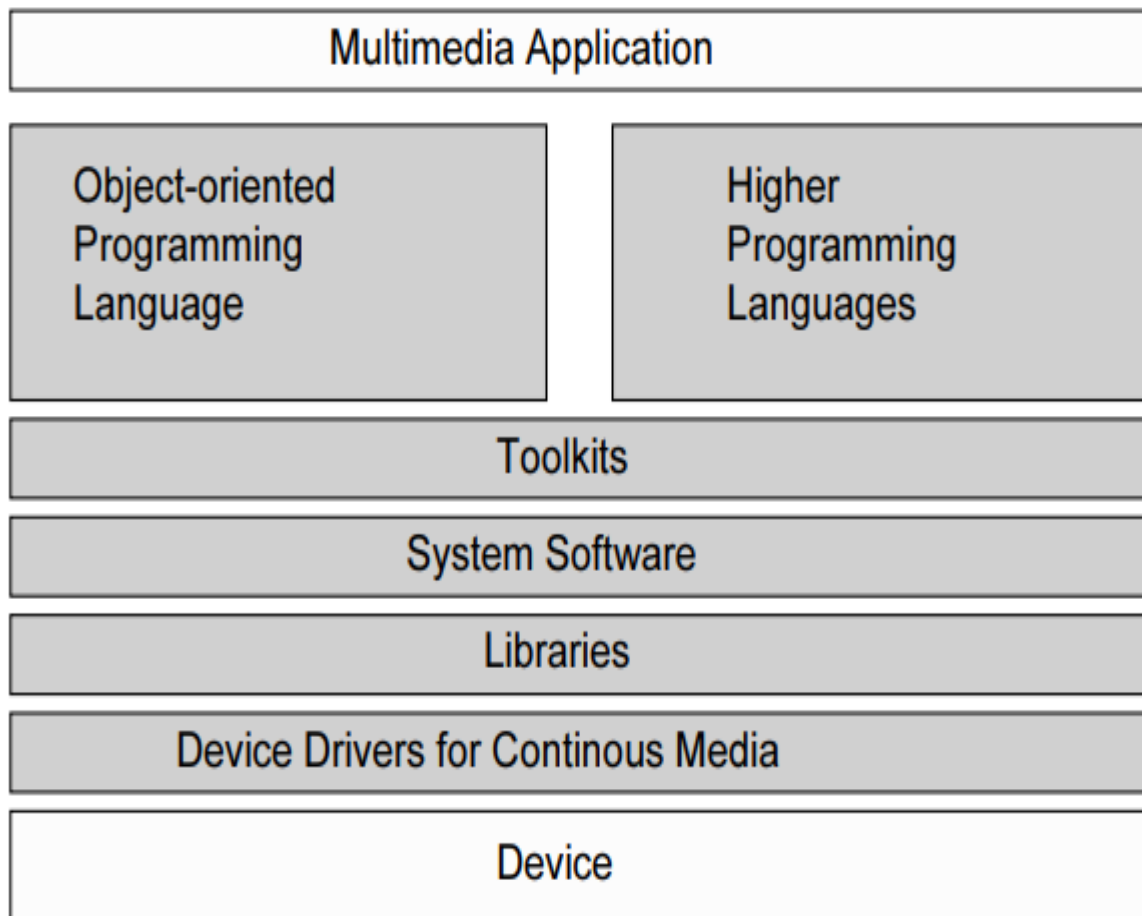 Multimedia Application
Object-oriented
Programming
Language
Higher
Programming
Languages
Toolkits
System Software
Libraries
Device Drivers for Continous Media
Device